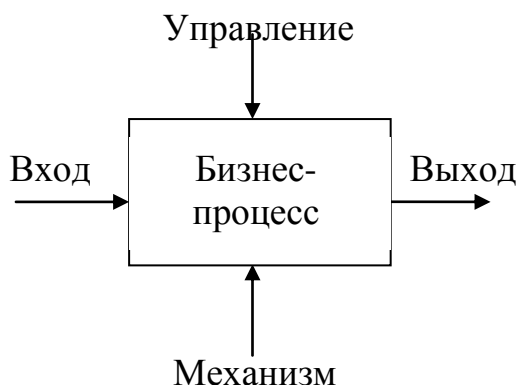 Управление
Вход
Бизнес-
процесс
Выход
Механизм